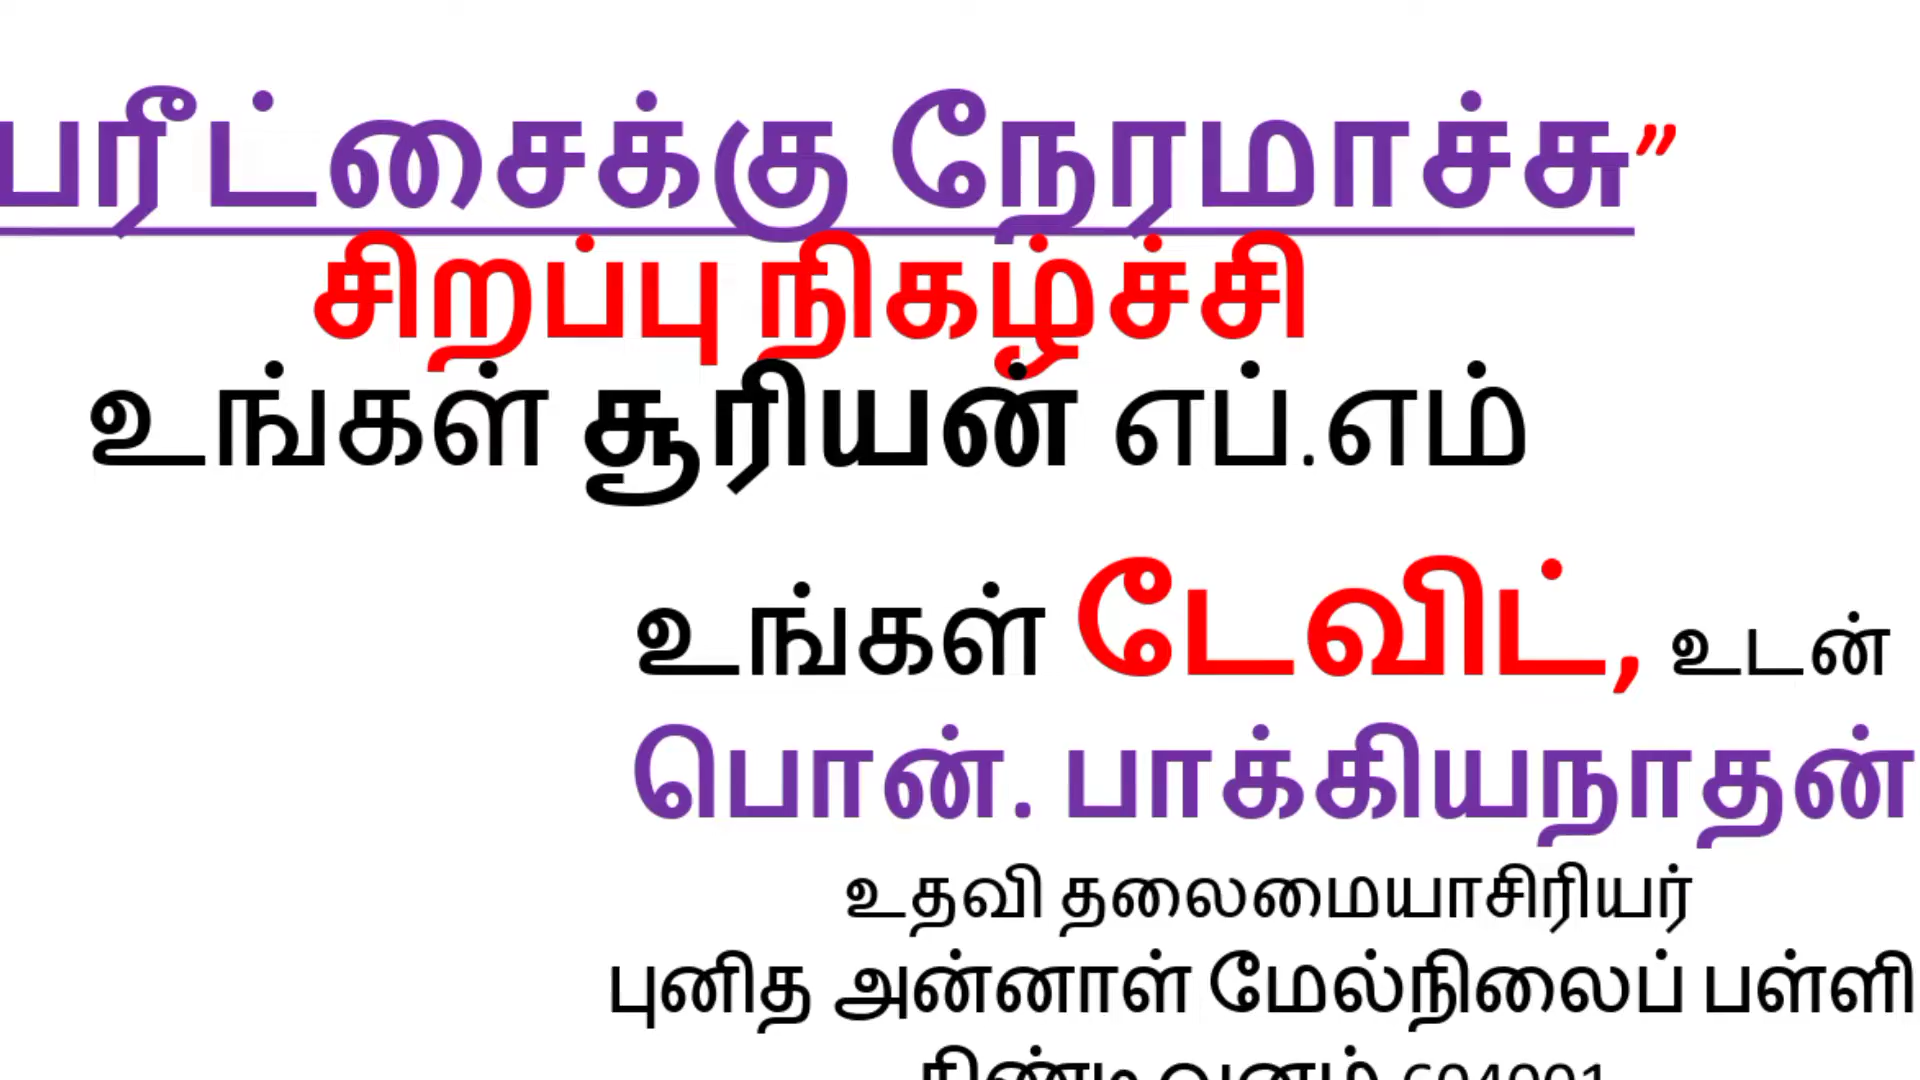 பரீட்சைக்கு நேரமாச்சு”
சிறப்பு நிகழ்ச்சி
உங்கள் சூரியன் எப்.எம்
உங்கள் டேவிட், உடன்
பொன். பாக்கியநாதன்
உதவி தலைமையாசிரியர்
புனித அன்னாள் மேல்நிலைப் பள்ளி